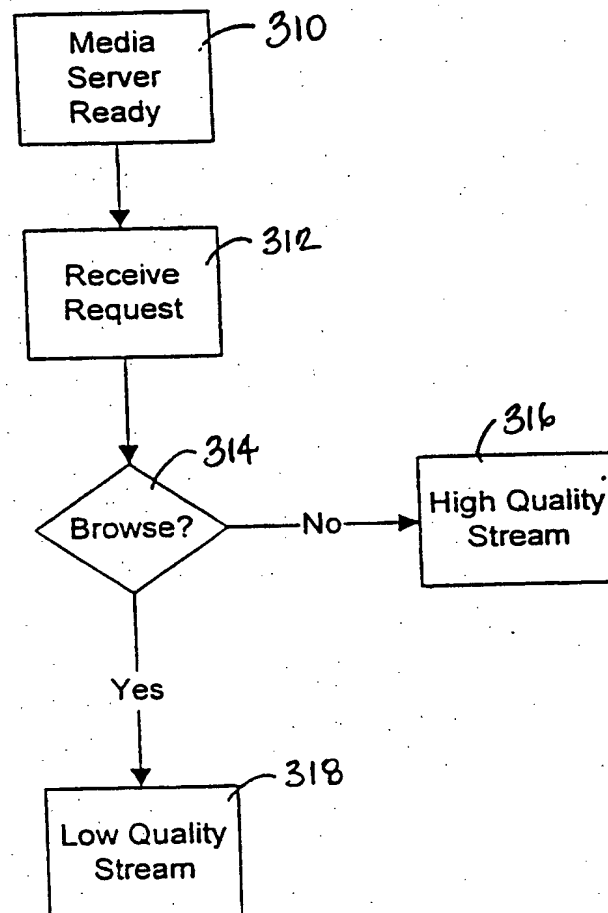 Media
Server
Ready
310
Receive
Request
312
314
Browse?
No
316
High Quality
Stream
Yes
318
Low Quality
Stream